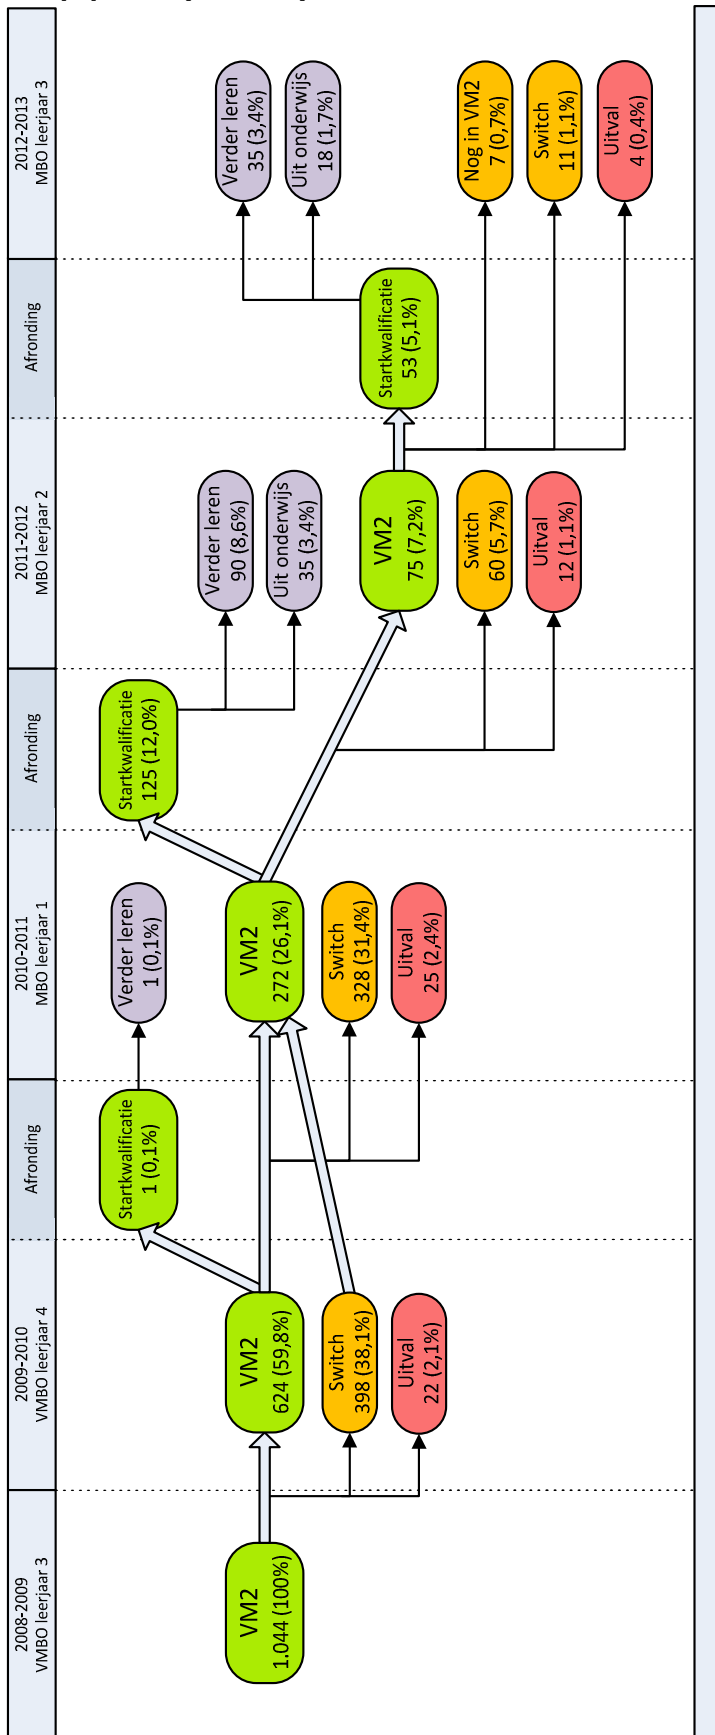 2008-2009
VMBO leerjaar 3
2009-2010
VMBO leerjaar 4
Afronding
2010-2011
MBO leerjaar 1
Afronding
2011-2012
MBO leerjaar 2
Afronding
2012-2013
MBO leerjaar 3
VM2
1.044 (100%)
VM2
624 (59,8%)
Switch
398 (38,1%)
Uitval
22 (2,1%)
Startkwalificatie
1 (0,1%)
Verder leren
1 (0,1%)
VM2
272 (26,1%)
Switch
328 (31,4%)
Uitval
25 (2,4%)
Startkwalificatie
125 (12,0%)
Verder leren
90 (8,6%)
Uit onderwijs
35 (3,4%)
VM2
75 (7,2%)
Switch
60 (5,7%)
Uitval
12 (1,1%)
Startkwalificatie
53 (5,1%)
Verder leren
35 (3,4%)
Uit onderwijs
18 (1,7%)
Nog in VM2
7 (0,7%)
Switch
11 (1,1%)
Uitval
4 (0,4%)